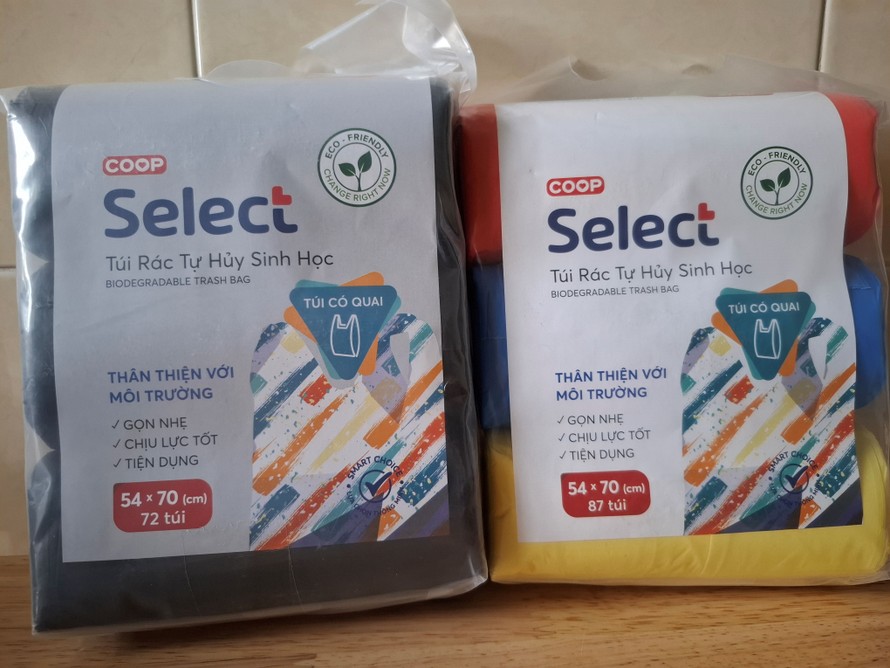 COOP
Select
ECO - FRIENDLY
CHANGE RIGHT NOW
Túi Rác Tự Hủy Sinh Học
BIODEGRADABLE TRASH BAG
TÚI CÓ QUAI
THÂN THIỆN VỚI
MÔI TRƯỜNG
✓ GỌN NHẸ
✓ CHỊU LỰC TỐT
✓ TIỆN DỤNG
54 x 70 (cm)
72 túi
SMART CHOICE
COOP
Select
ECO - FRIENDLY
CHANGE RIGHT NOW
Túi Rác Tự Hủy Sinh Học
BIODEGRADABLE TRASH BAG
TÚI CÓ QUAI
THÂN THIỆN VỚI
MÔI TRƯỜNG
✓ GỌN NHẸ
✓ CHỊU LỰC TỐT
✓ TIỆN DỤNG
54 x 70 (cm)
87 túi
SMART CHOICE